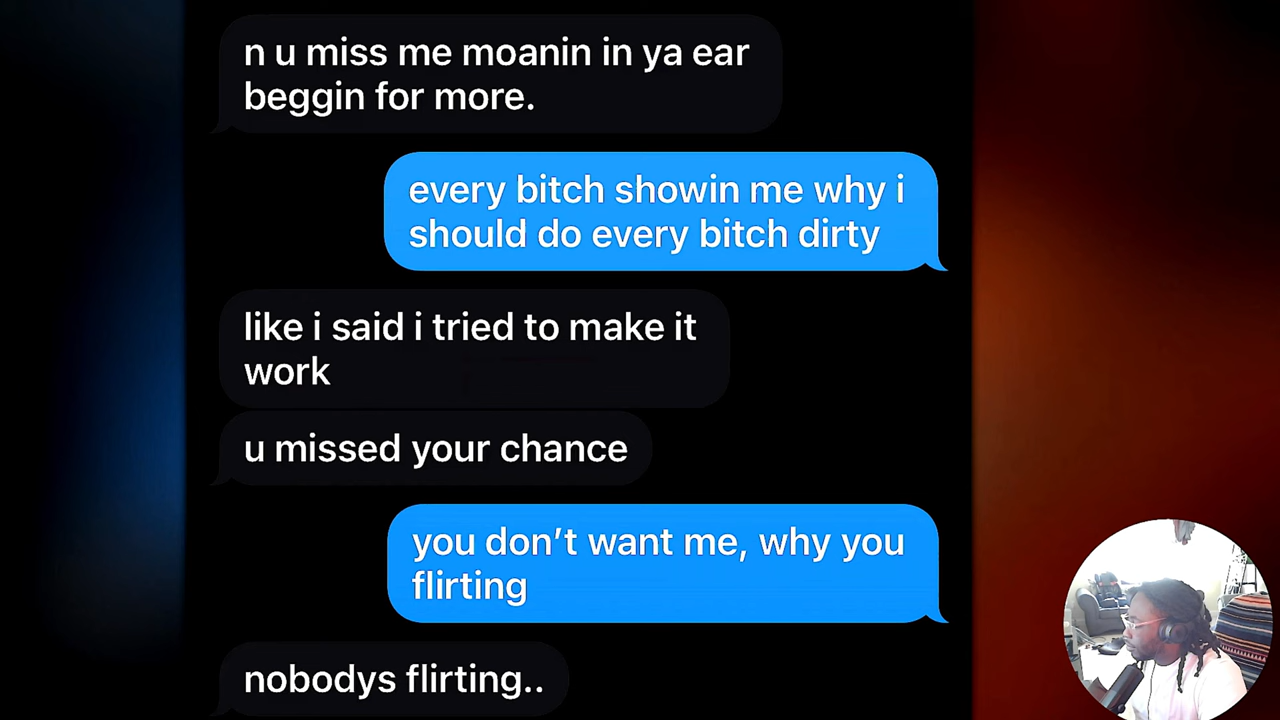 n u miss me moanin in ya ear
beggin for more.
every bitch showin me why i
should do every bitch dirty
like i said i tried to make it
work
u missed your chance
you don’t want me, why you
flirting
nobodys flirting..